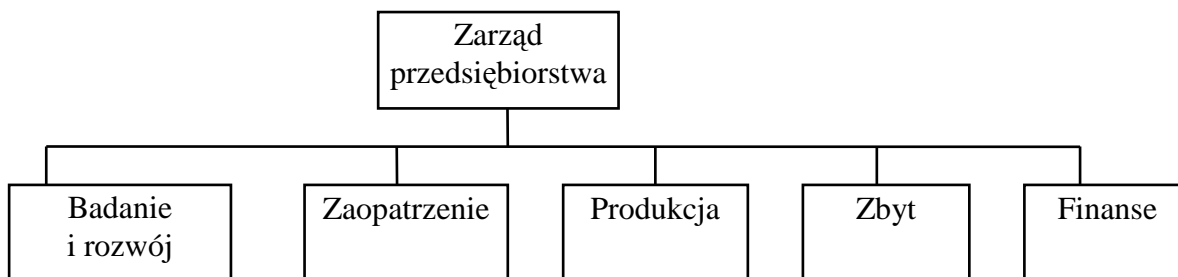 Zarząd
przedsiębiorstwa
Badanie
i rozwój
Zaopatrzenie
Produkcja
Zbyt
Finanse